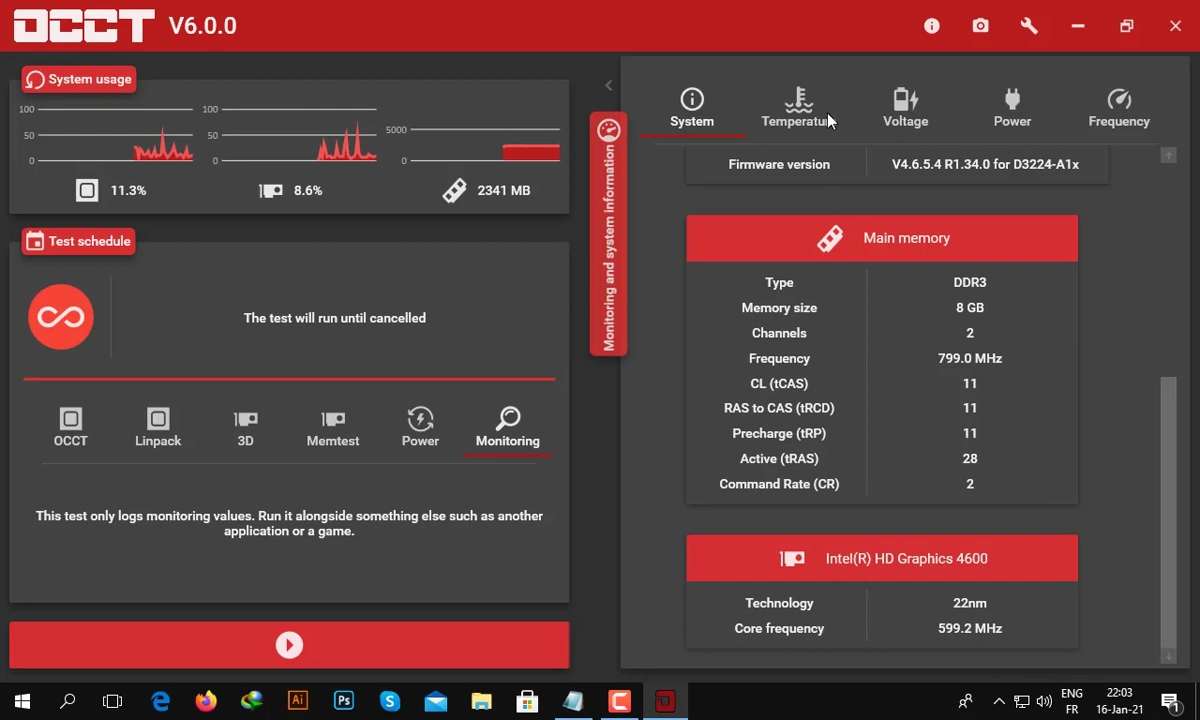 OCCT V6.0.0
System usage
100
50
0
100
50
0
5000
0
11.3%
8.6%
2341 MB
Test schedule
The test will run until cancelled
OCCT
Linpack
3D
Memtest
Power
Monitoring
This test only logs monitoring values. Run it alongside something else such as another
application or a game.
Monitoring and system information
System
Temperatu
Voltage
Power
Frequency
Firmware version V4.6.5.4 R1.34.0 for D3224-A1x
Main memory
Type DDR3
Memory size 8 GB
Channels 2
Frequency 799.0 MHz
CL (tCAS) 11
RAS to CAS (tRCD) 11
Precharge (tRP) 11
Active (tRAS) 28
Command Rate (CR) 2
Intel(R) HD Graphics 4600
Technology 22nm
Core frequency 599.2 MHz
Ai
Ps
ENG
FR
22:03
16-Jan-21
1